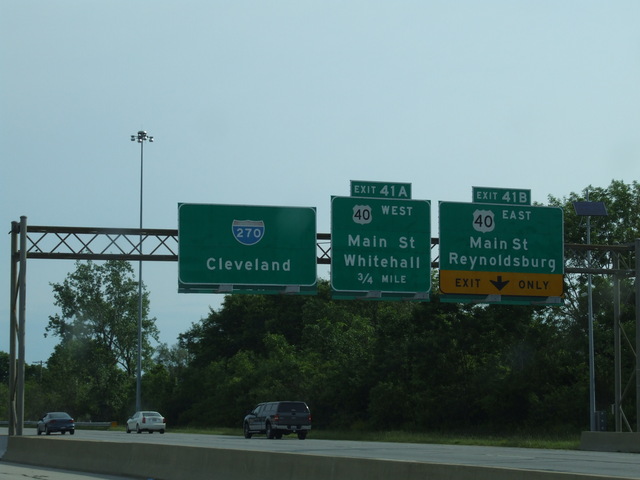 270
Cleveland
EXIT 41A
40 WEST
Main St
Whitehall
3/4 MILE
EXIT 41B
40 EAST
Main St
Reynoldsburg
EXIT ONLY